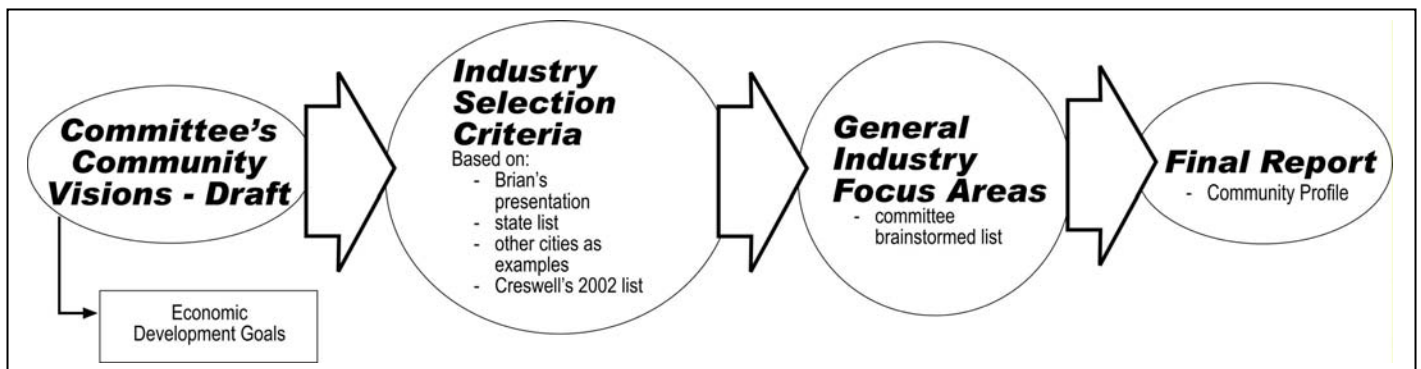 Committee's
Community
Visions - Draft
Economic
Development Goals
Industry
Selection
Criteria
Based on:
- Brian's
presentation
- state list
- other cities as
examples
- Creswell's 2002 list
General
Industry
Focus Areas
- committee
brainstormed list
Final Report
- Community Profile